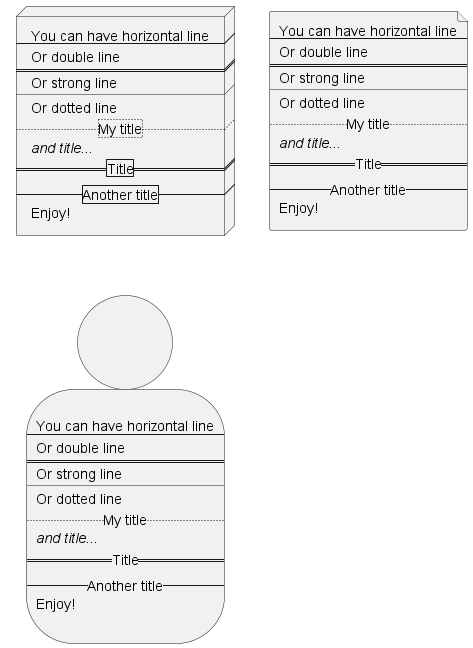 You can have horizontal line
Or double line
Or strong line
Or dotted line
My title
and title...
Title
Another title
Enjoy!
You can have horizontal line
Or double line
Or strong line
Or dotted line
My title
and title...
Title
Another title
Enjoy!
You can have horizontal line
Or double line
Or strong line
Or dotted line
My title
and title...
Title
Another title
Enjoy!